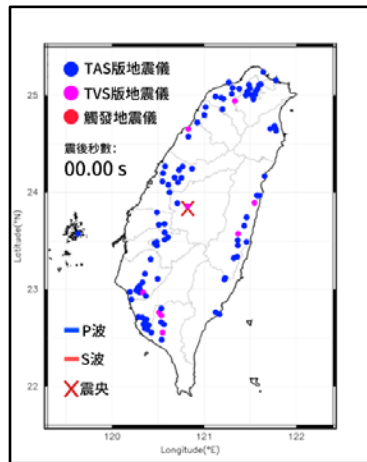 TAS版地震儀
TVS版地震儀
觸發地震儀
震後秒數:
00.00 s
P波
S波
震央
25
24
23
22
Latitude(°N)
120
121
122
Longitude(°E)